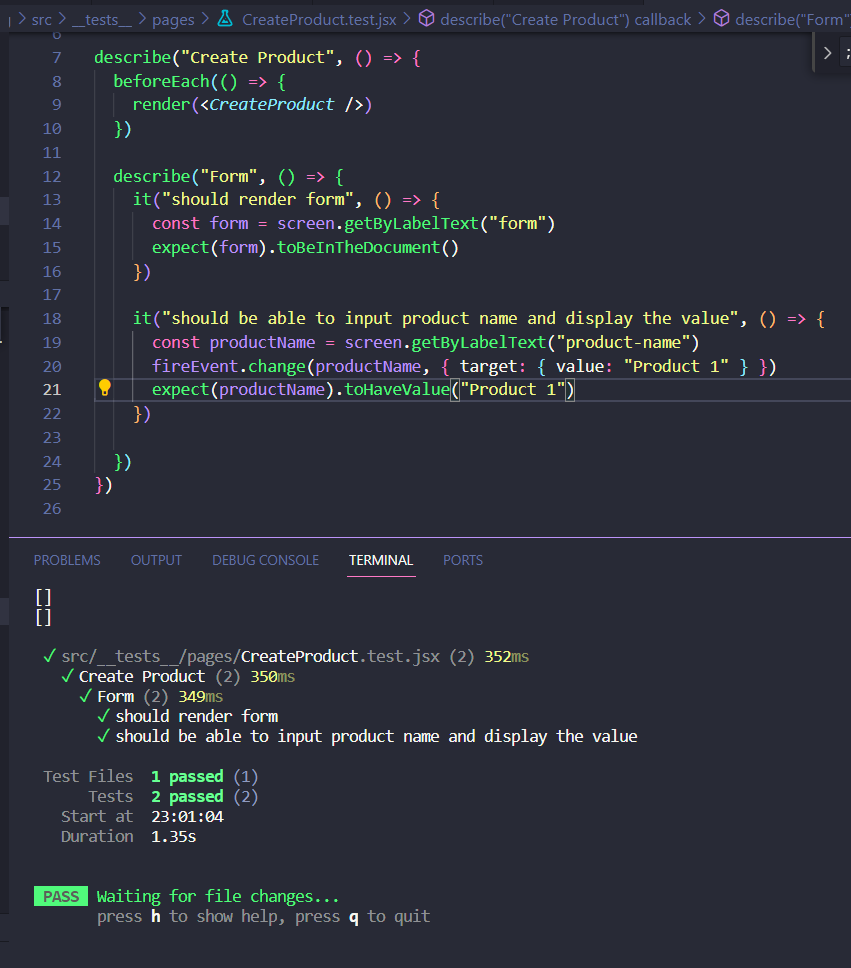 src > __tests__ > pages > CreateProduct.test.jsx > describe("Create Product") callback > describe("Form"
6
7 describe("Create Product", () => {
8 beforeEach(() => {
9 render(<CreateProduct />)
10 })
11
12 describe("Form", () => {
13 it("should render form", () => {
14 const form = screen.getByLabelText("form")
15 expect(form).toBeInTheDocument()
16 })
17
18 it("should be able to input product name and display the value", () => {
19 const productName = screen.getByLabelText("product-name")
20 fireEvent.change(productName, { target: { value: "Product 1" } })
21 expect(productName).toHaveValue("Product 1")
22 })
23
24 })
25 })
26
PROBLEMS OUTPUT DEBUG CONSOLE TERMINAL PORTS
[]
[]
✓ src/__tests__/pages/CreateProduct.test.jsx (2) 352ms
✓ Create Product (2) 350ms
✓ Form (2) 349ms
✓ should render form
✓ should be able to input product name and display the value
Test Files 1 passed (1)
Tests 2 passed (2)
Start at 23:01:04
Duration 1.35s
PASS Waiting for file changes...
press h to show help, press q to quit